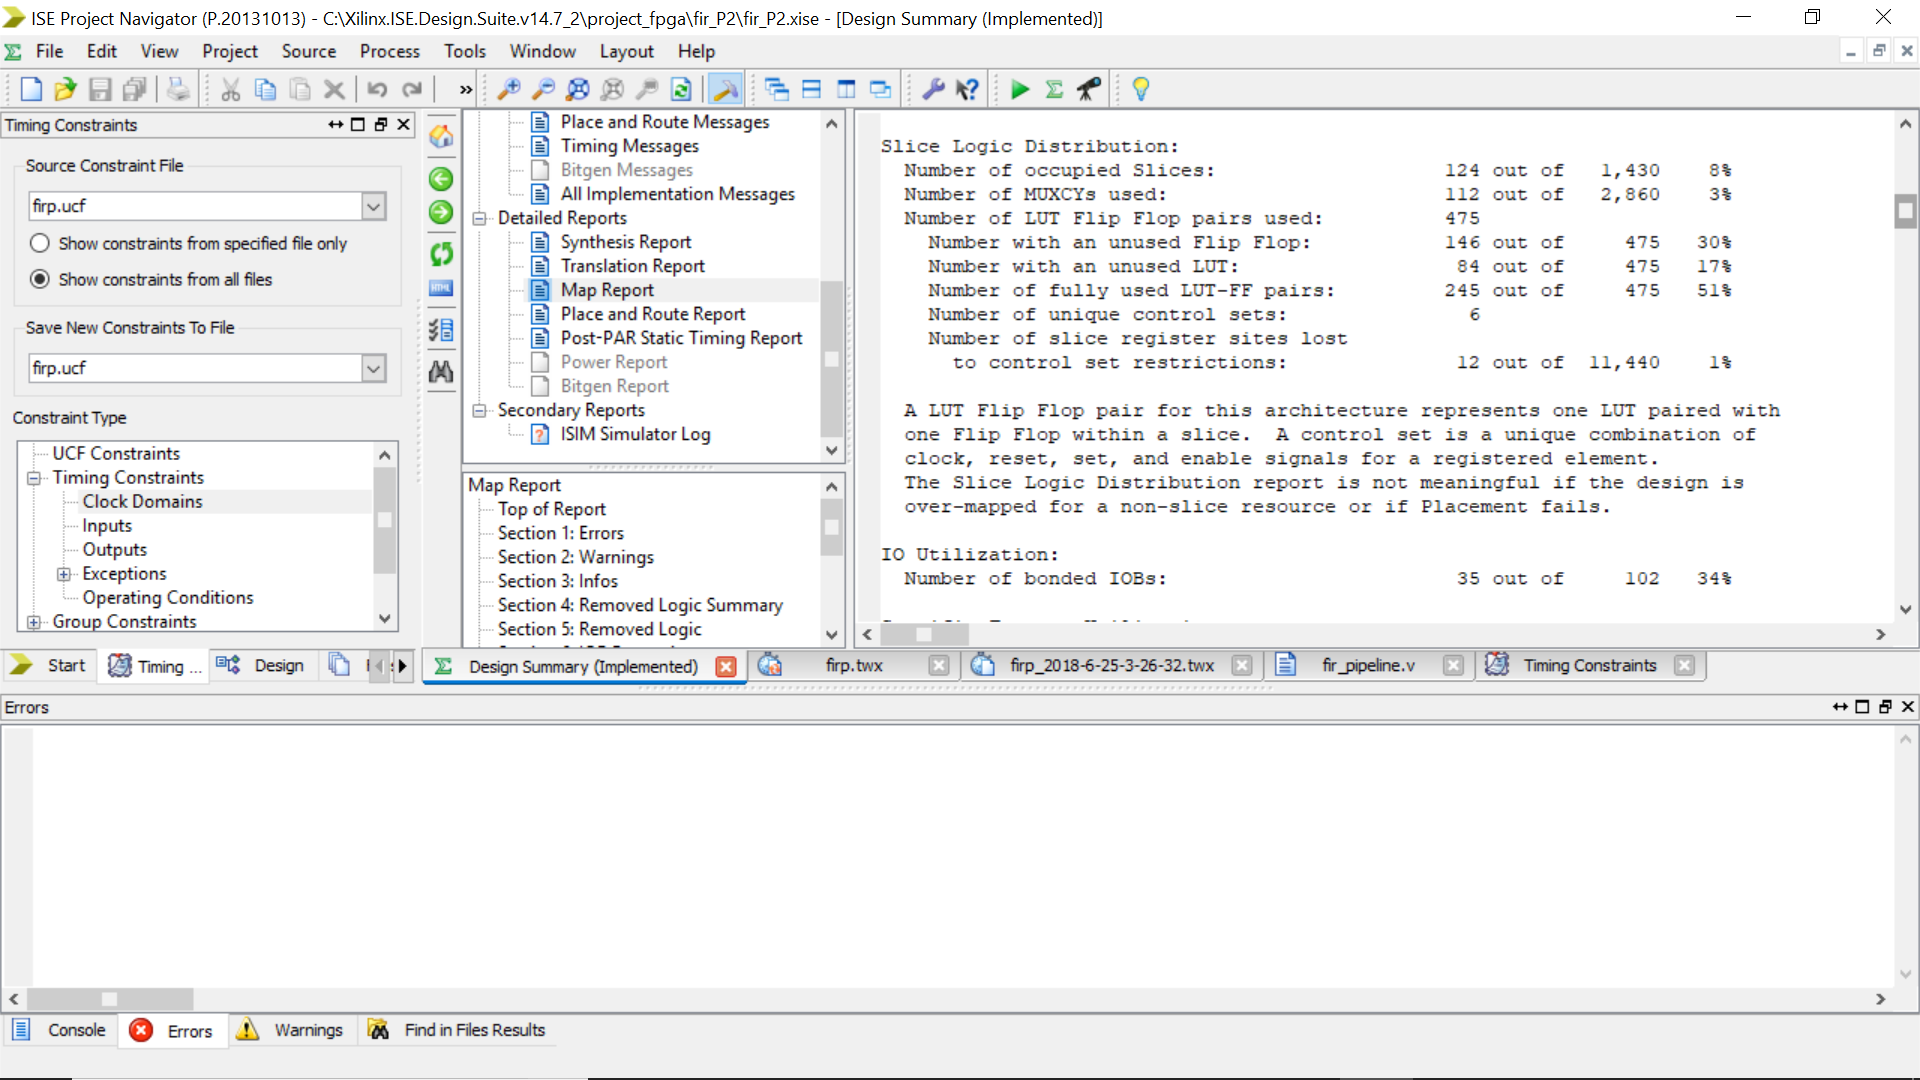 ISE Project Navigator (P.20131013) - C:\Xilinx.ISE.Design.Suite.v14.7_2\project_fpga\fir_P2\fir_P2.xise - [Design Summary (Implemented)]
File Edit View Project Source Process Tools Window Layout Help
»
Timing Constraints
Source Constraint File
firp.ucf
Show constraints from specified file only
Show constraints from all files
Save New Constraints To File
firp.ucf
Constraint Type
UCF Constraints
Timing Constraints
Clock Domains
Inputs
Outputs
Exceptions
Operating Conditions
Group Constraints
Start Timing ... Design
HTML
Place and Route Messages
Timing Messages
Bitgen Messages
All Implementation Messages
Detailed Reports
Synthesis Report
Translation Report
Map Report
Place and Route Report
Post-PAR Static Timing Report
Power Report
Bitgen Report
Secondary Reports
ISIM Simulator Log
Map Report
Top of Report
Section 1: Errors
Section 2: Warnings
Section 3: Infos
Section 4: Removed Logic Summary
Section 5: Removed Logic
Slice Logic Distribution:
Number of occupied Slices: 124 out of 1,430 8%
Number of MUXCYs used: 112 out of 2,860 3%
Number of LUT Flip Flop pairs used: 475
Number with an unused Flip Flop: 146 out of 475 30%
Number with an unused LUT: 84 out of 475 17%
Number of fully used LUT-FF pairs: 245 out of 475 51%
Number of unique control sets: 6
Number of slice register sites lost
to control set restrictions: 12 out of 11,440 1%
A LUT Flip Flop pair for this architecture represents one LUT paired with
one Flip Flop within a slice. A control set is a unique combination of
clock, reset, set, and enable signals for a registered element.
The Slice Logic Distribution report is not meaningful if the design is
over-mapped for a non-slice resource or if Placement fails.
IO Utilization:
Number of bonded IOBs: 35 out of 102 34%
Design Summary (Implemented) firp.twx firp_2018-6-25-3-26-32.twx fir_pipeline.v Timing Constraints
Errors
Console Errors Warnings Find in Files Results